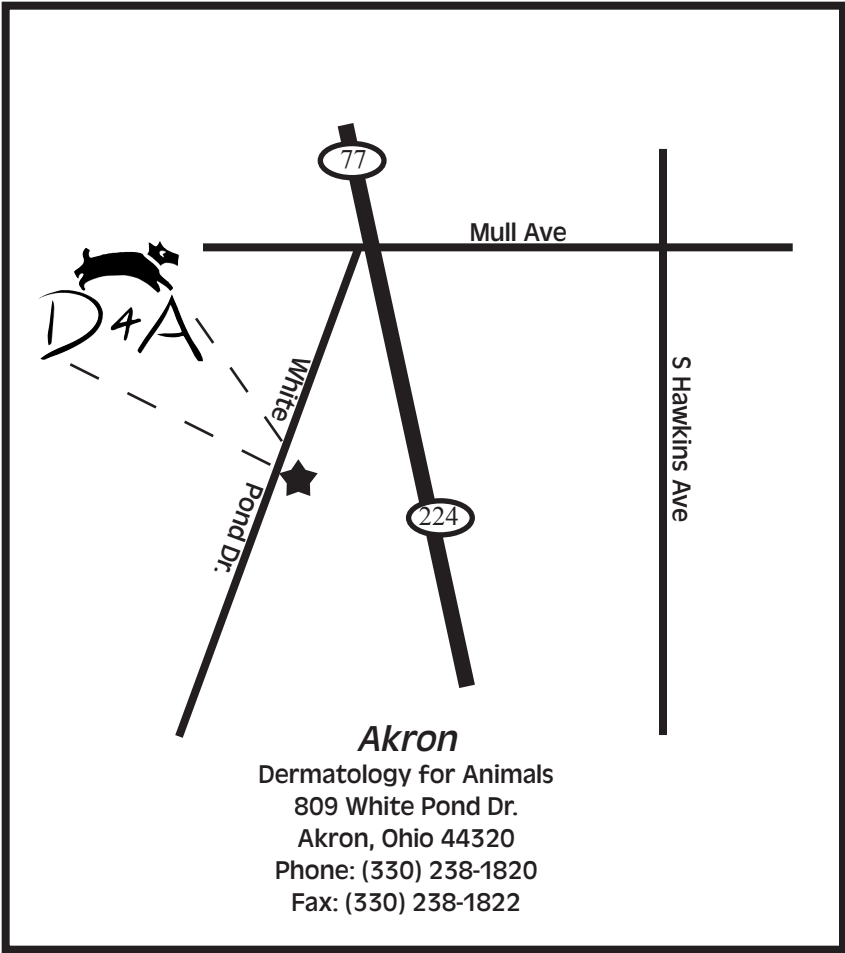 77
Mull Ave
D4A
White
S Hawkins Ave
Pond Dr.
224
Akron
Dermatology for Animals
809 White Pond Dr.
Akron, Ohio 44320
Phone: (330) 238-1820
Fax: (330) 238-1822